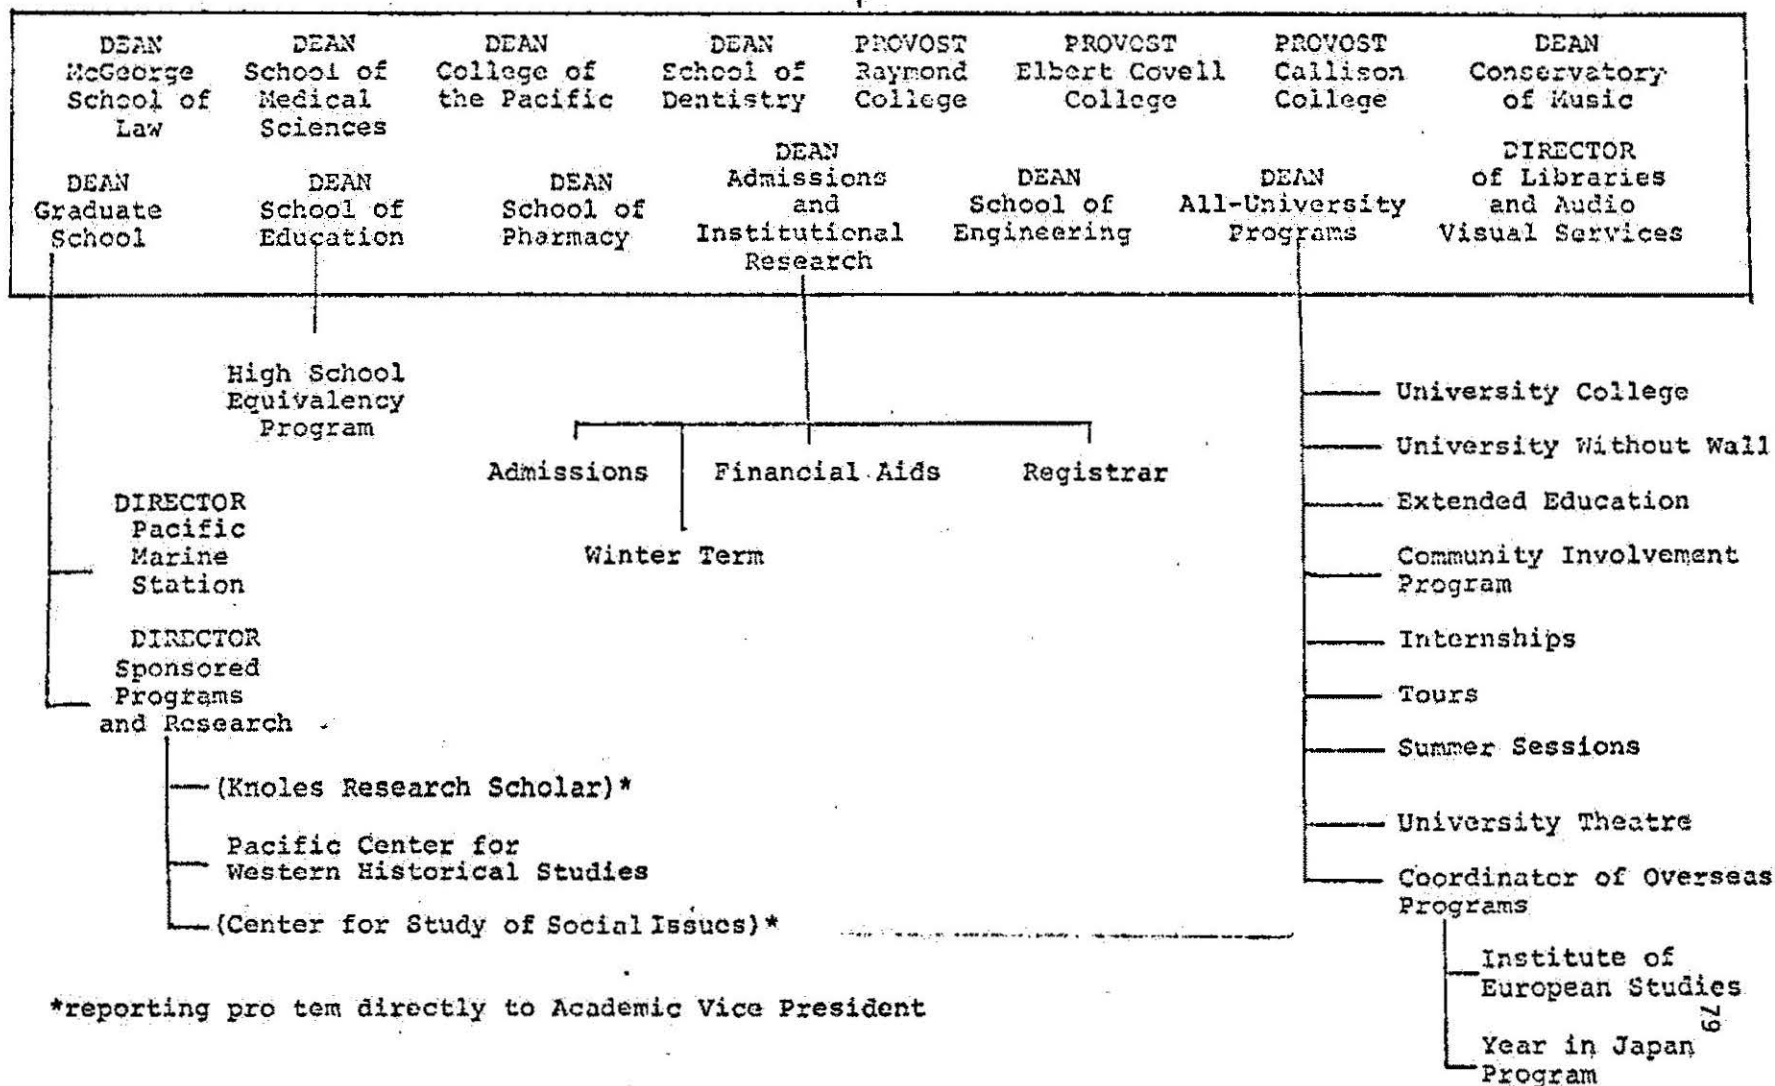 DEAN
McGeorge
School of
Law
DEAN
School of
Medical
Sciences
DEAN
College of
the Pacific
DEAN
School of
Dentistry
PROVOST
Raymond
College
PROVOST
Elbert Covell
College
PROVOST
Callison
College
DEAN
Conservatory
of Music
DEAN
Graduate
School
DEAN
School of
Education
DEAN
School of
Pharmacy
DEAN
Admissions
and
Institutional
Research
DEAN
School of
Engineering
DEAN
All-University
Programs
DIRECTOR
of Libraries
and Audio
Visual Services
High School
Equivalency
Program
Admissions
Financial Aids
Registrar
Winter Term
DIRECTOR
Pacific
Marine
Station
DIRECTOR
Sponsored
Programs
and Research
(Knoles Research Scholar)*
Pacific Center for
Western Historical Studies
(Center for Study of Social Issues)*
University College
University Without Wall
Extended Education
Community Involvement
Program
Internships
Tours
Summer Sessions
University Theatre
Coordinator of Overseas
Programs
Institute of
European Studies
Year in Japan
Program
*reporting pro tem directly to Academic Vice President
79